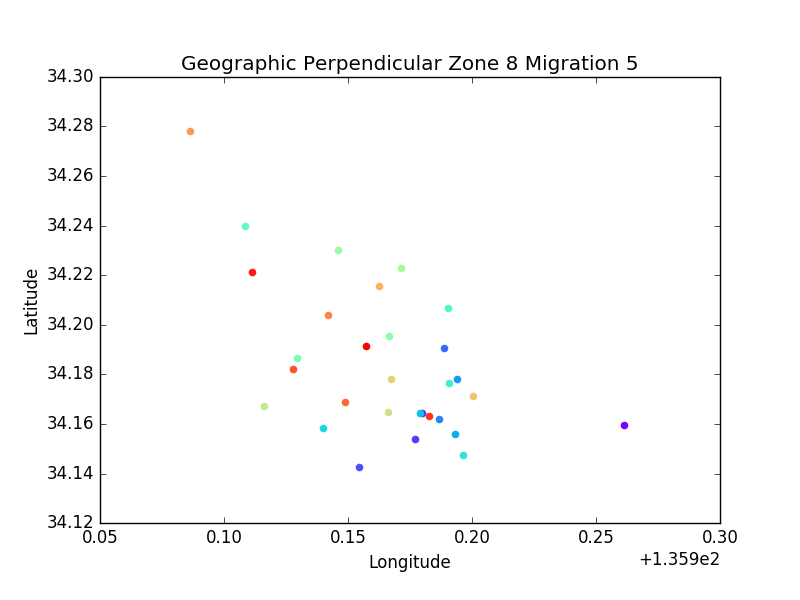 Geographic Perpendicular Zone 8 Migration 5
34.30
34.28
34.26
34.24
34.22
34.20
34.18
34.16
34.14
34.12
Latitude
0.05 0.10 0.15 0.20 0.25 0.30
Longitude
+1.359e2